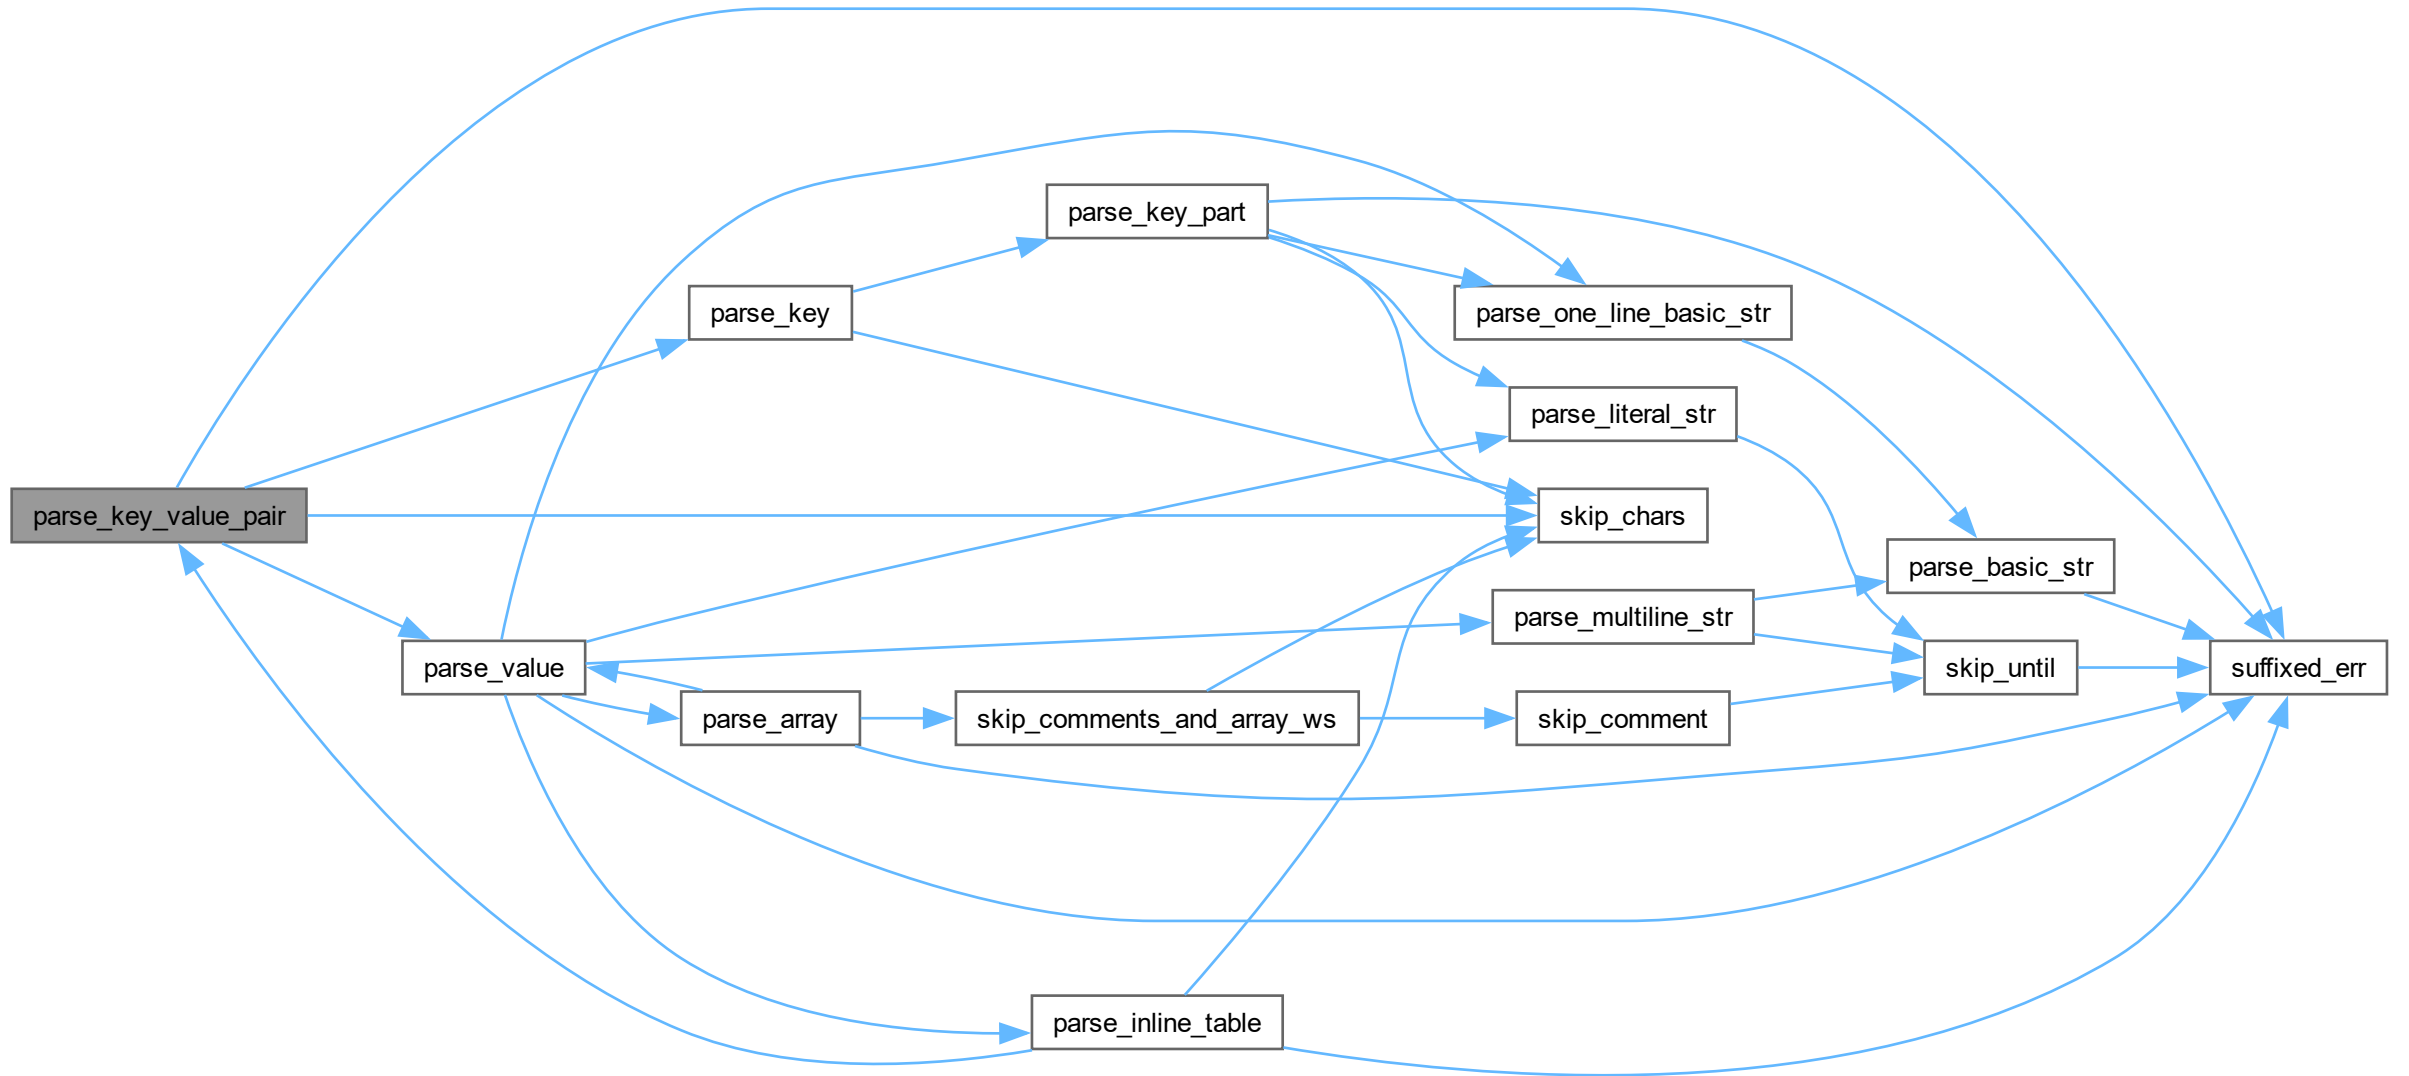 parse_key_part
parse_key
parse_one_line_basic_str
parse_literal_str
parse_key_value_pair
skip_chars
parse_basic_str
parse_multiline_str
parse_value
skip_until
suffixed_err
parse_array
skip_comments_and_array_ws
skip_comment
parse_inline_table